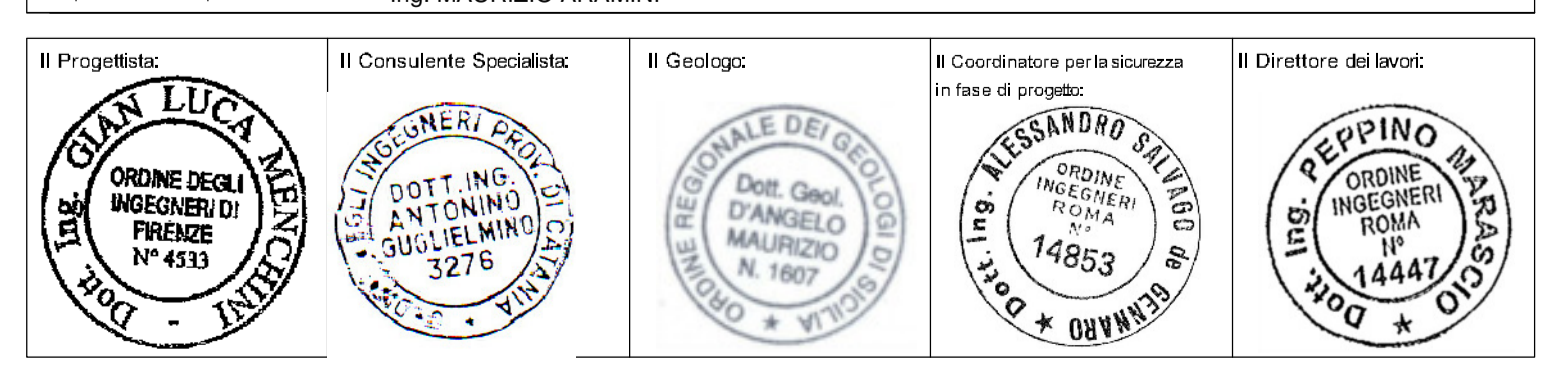 Ing. MAURIZIO ARAMINI
Il Progettista:
Dott. Ing. GIAN LUCA MENCHINI -
ORDINE DEGLI
INGEGNERI DI
FIRENZE
N° 4533
Il Consulente Specialista:
INGEGNERI PROV. DI CATANIA
DOTT. ING.
ANTONINO
GUGLIELMINO
3276
Il Geologo:
ORDINE REGIONALE DEI GEOLOGI DI SICILIA
Dott. Geol.
D'ANGELO
MAURIZIO
N. 1607
Il Coordinatore per la sicurezza
in fase di progetto:
Dott. Ing. ALESSANDRO SALVAGO de GENNARO
ORDINE
INGEGNERI
ROMA
N°
14853
Il Direttore dei lavori:
Dott. Ing. PEPPINO MARASCIO
ORDINE
INGEGNERI
ROMA
N°
14447